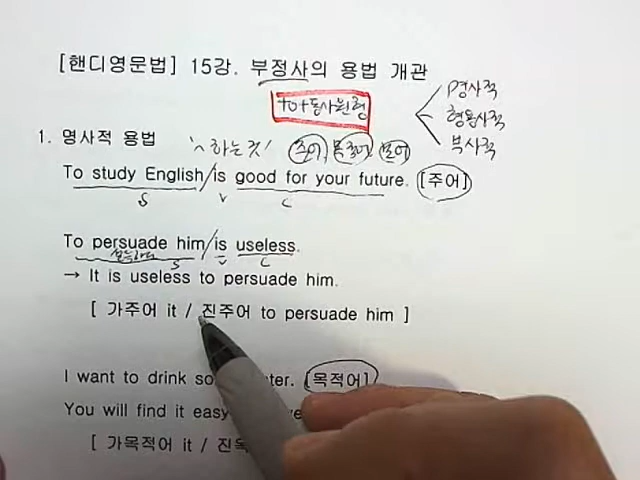 [핸디영문법] 15강. 부정사의 용법 개관
to+동사원형
명사적
형용사적
부사적
1. 명사적 용법 '~하는 것' 주어, 목적어, 보어
To study English/is good for your future. [주어]
S V C
To persuade him/is useless.
설득하다 S V C
→ It is useless to persuade him.
[ 가주어 it / 진주어 to persuade him ]
I want to drink ter. [목적어]
You will find it easy
[ 가목적어 it / 진목